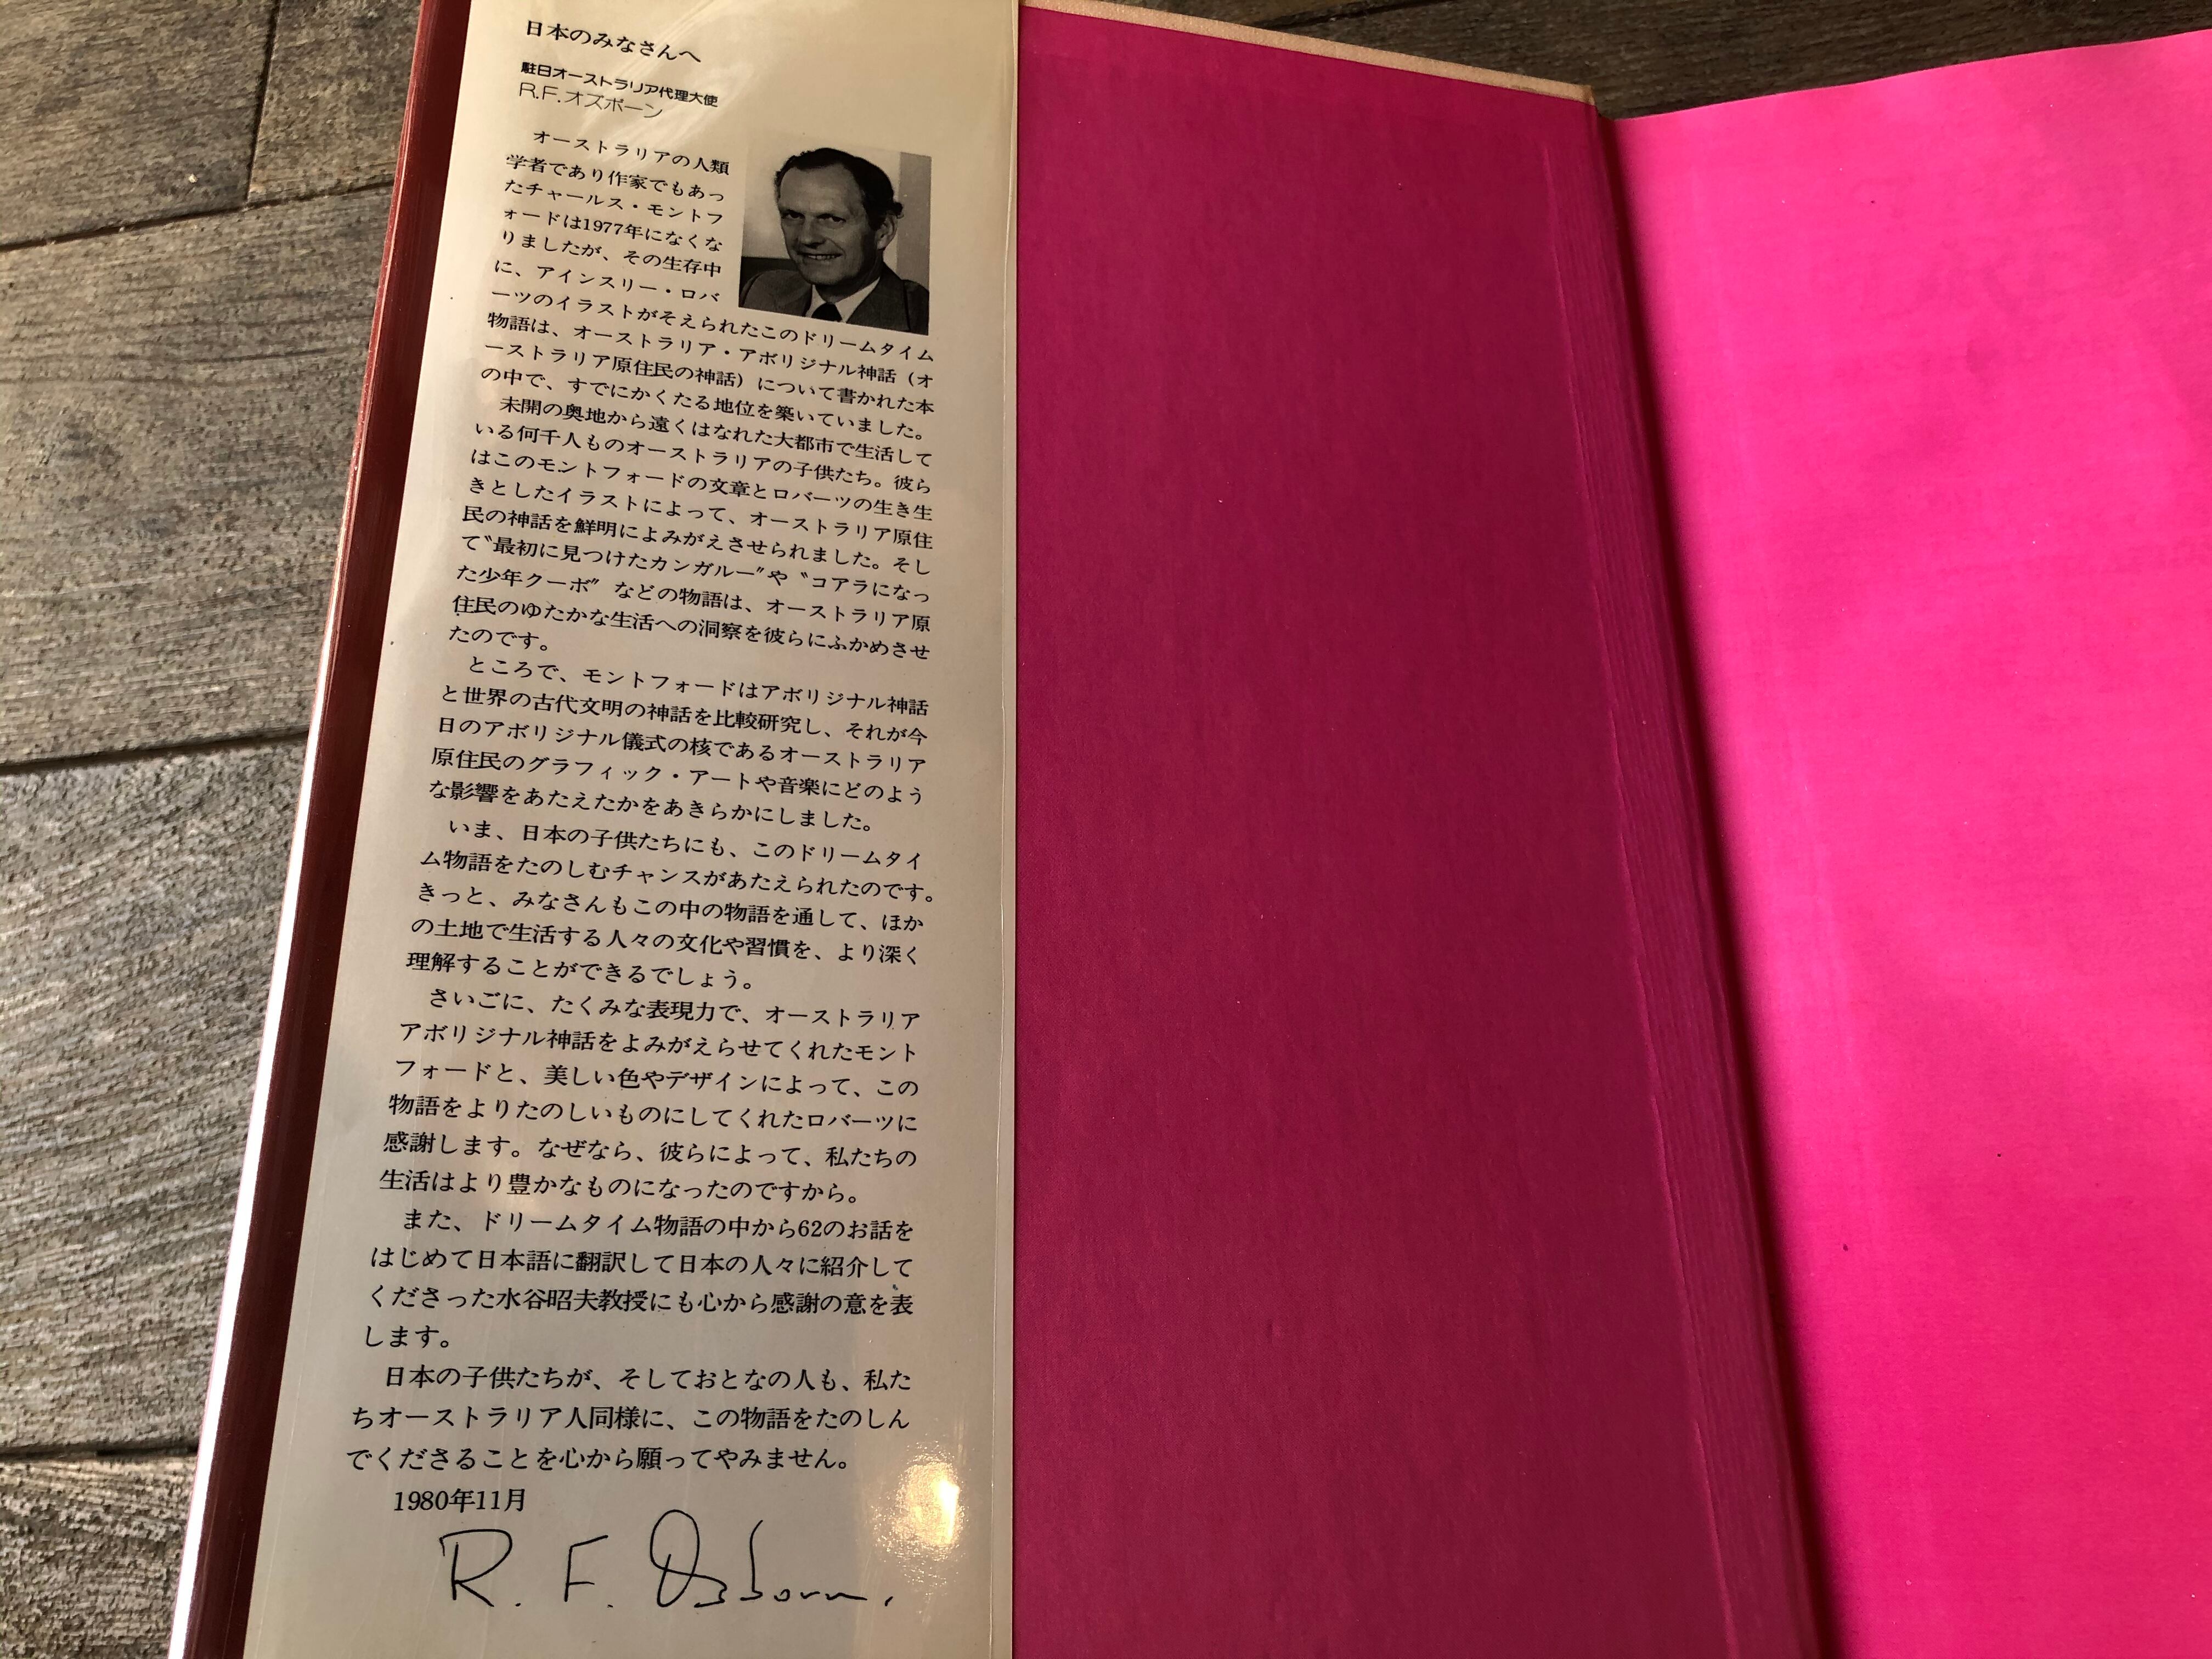 日本のみなさんへ
駐日オーストラリア代理大使
R.F.オズボーン
オーストラリアの人類
学者であり作家でもあっ
たチャールス・モントフ
ォードは1977年になくな
りましたが、その生存中
に、アインスリー・ロバ
ーツのイラストがそえられたこのドリームタイム
物語は、オーストラリア・アボリジナル神話（オ
ーストラリア原住民の神話）について書かれた本
の中で、すでにかくたる地位を築いていました。
未開の奥地から遠くはなれた大都市で生活して
いる何千人ものオーストラリアの子供たち。彼ら
はこのモントフォードの文章とロバーツの生き生
きとしたイラストによって、オーストラリア原住
民の神話を鮮明によみがえさせられました。そし
て〝最初に見つけたカンガルー〟や〝コアラになっ
た少年クーボ〟などの物語は、オーストラリア原
住民のゆたかな生活への洞察を彼らにふかめさせ
たのです。
ところで、モントフォードはアボリジナル神話
と世界の古代文明の神話を比較研究し、それが今
日のアボリジナル儀式の核であるオーストラリア
原住民のグラフィック・アートや音楽にどのよう
な影響をあたえたかをあきらかにしました。
いま、日本の子供たちにも、このドリームタイ
ム物語をたのしむチャンスがあたえられたのです。
きっと、みなさんもこの中の物語を通して、ほか
の土地で生活する人々の文化や習慣を、より深く
理解することができるでしょう。
さいごに、たくみな表現力で、オーストラリア
アボリジナル神話をよみがえらせてくれたモント
フォードと、美しい色やデザインによって、この
物語をよりたのしいものにしてくれたロバーツに
感謝します。なぜなら、彼らによって、私たちの
生活はより豊かなものになったのですから。
また、ドリームタイム物語の中から62のお話を
はじめて日本語に翻訳して日本の人々に紹介して
くださった水谷昭夫教授にも心から感謝の意を表
します。
日本の子供たちが、そしておとなの人も、私た
ちオーストラリア人同様に、この物語をたのしん
でくださることを心から願ってやみません。
1980年11月
R. F. Osborn.